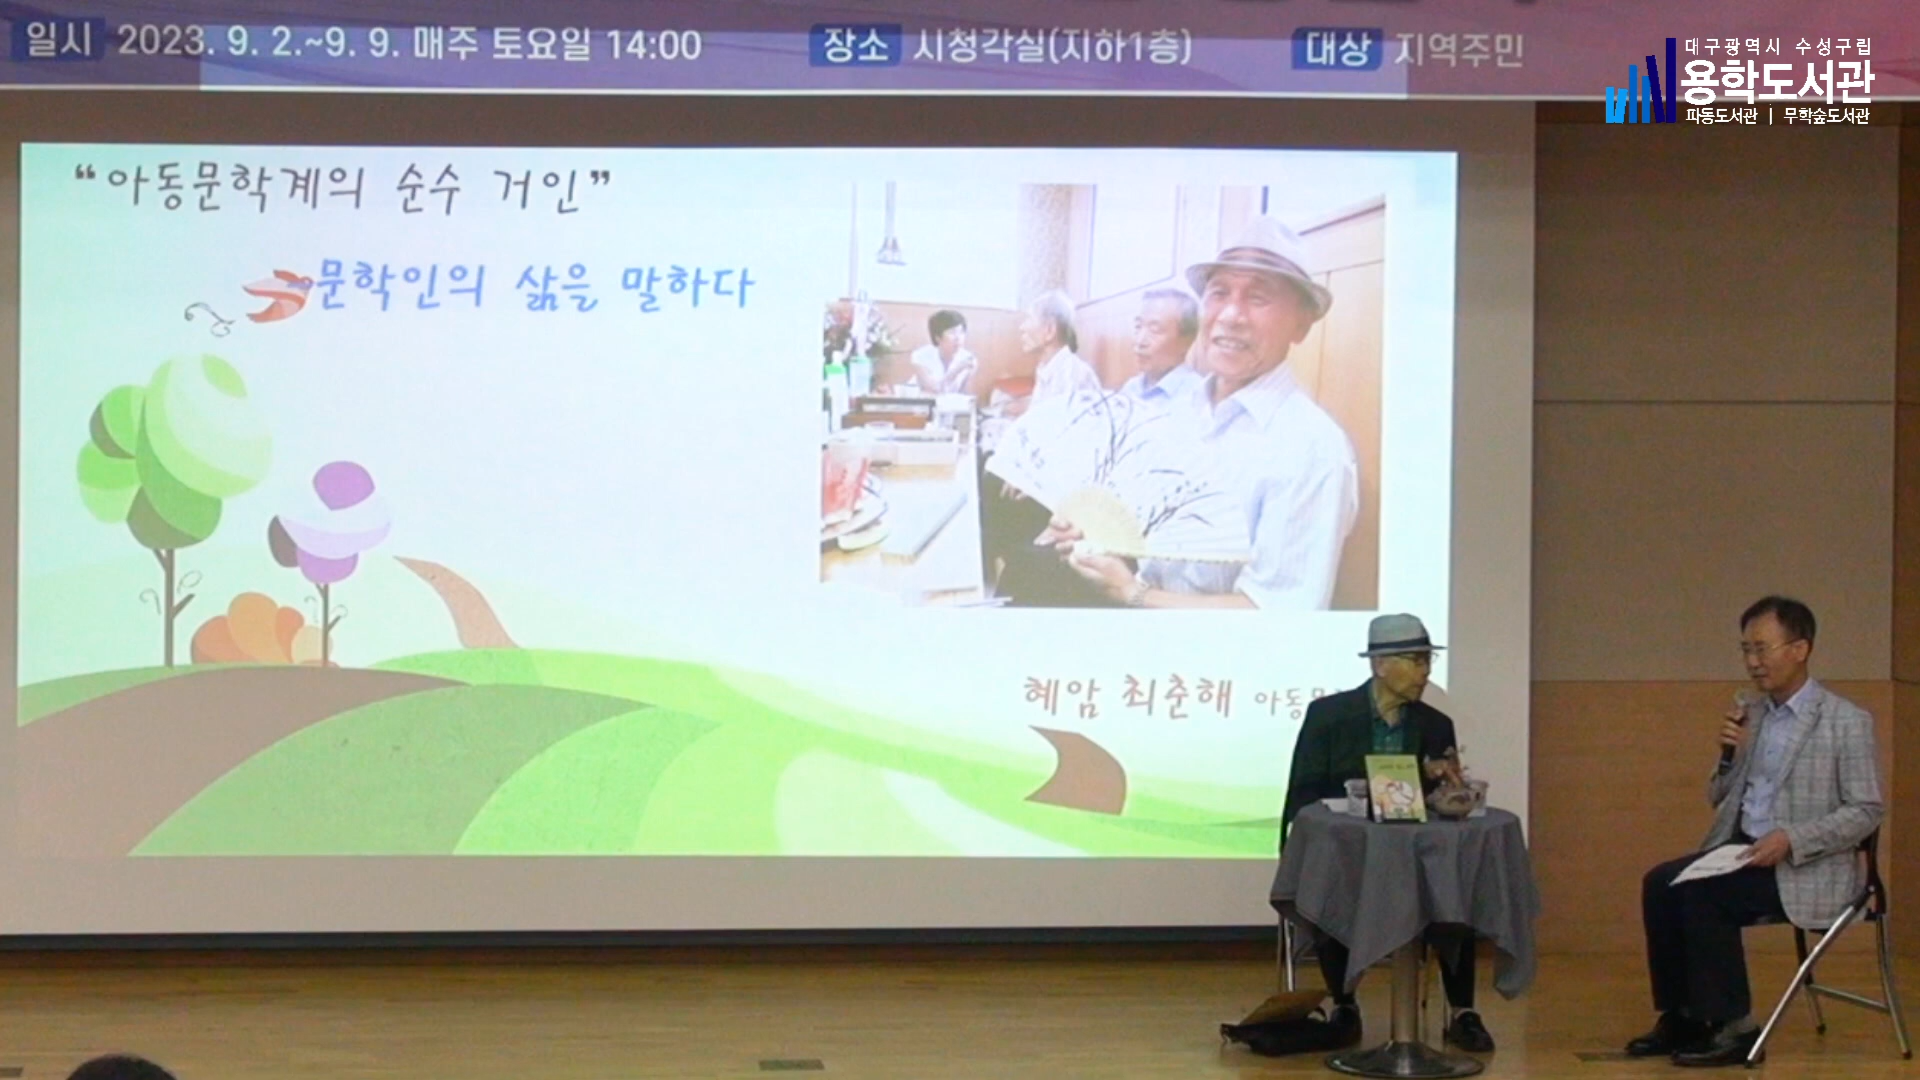 일시 2023. 9. 2.~9. 9. 매주 토요일 14:00 장소 시청각실(지하1층) 대상 지역주민
대구광역시 수성구립
용학도서관
파동도서관 | 무학숲도서관
“아동문학계의 순수 거인”
문학인의 삶을 말하다
혜암 최춘해 아동